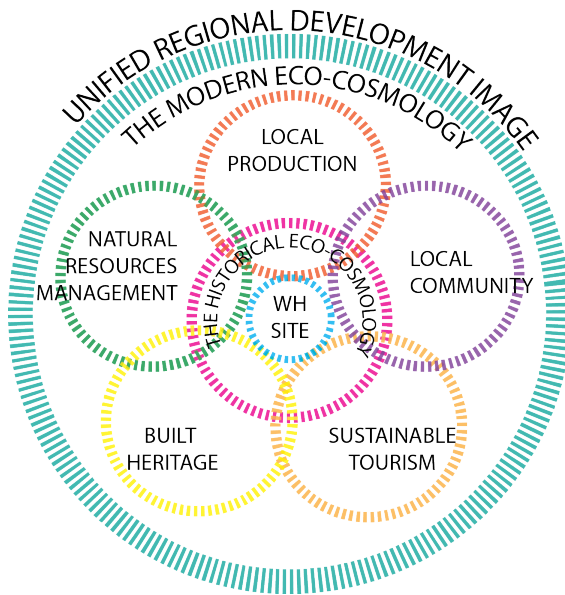 UNIFIED REGIONAL DEVELOPMENT IMAGE
THE MODERN ECO-COSMOLOGY
LOCAL
PRODUCTION
NATURAL
RESOURCES
MANAGEMENT
THE HISTORICAL ECO-COSMOLOGY
LOCAL
COMMUNITY
WH
SITE
BUILT
HERITAGE
SUSTAINABLE
TOURISM